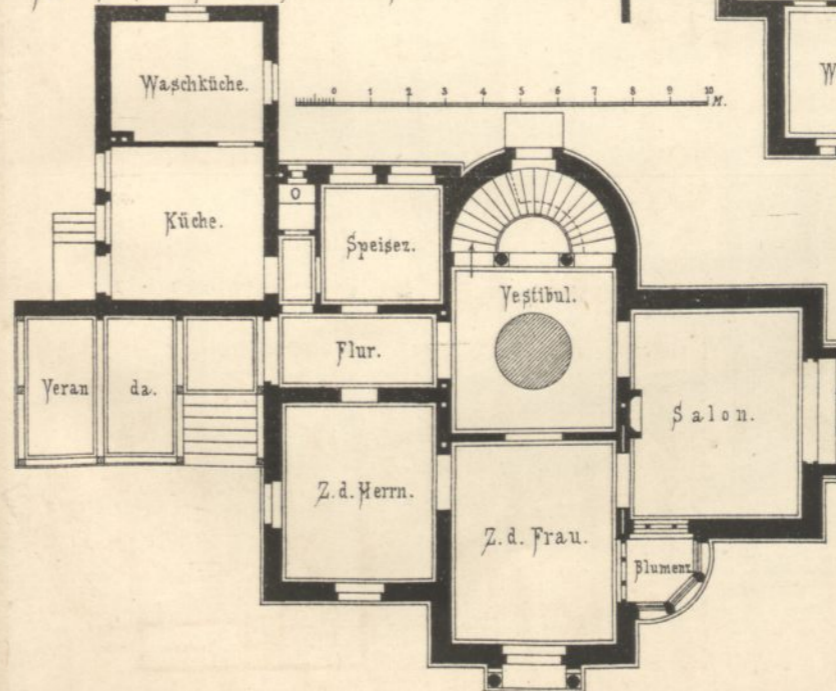 Waschküche.
0 1 2 3 4 5 6 7 8 9 10 M.
W
Küche.
O
Speisez.
Vestibul.
Flur.
Veran da.
Salon.
Z. d. Herrn.
Z. d. Frau.
Blumenz.